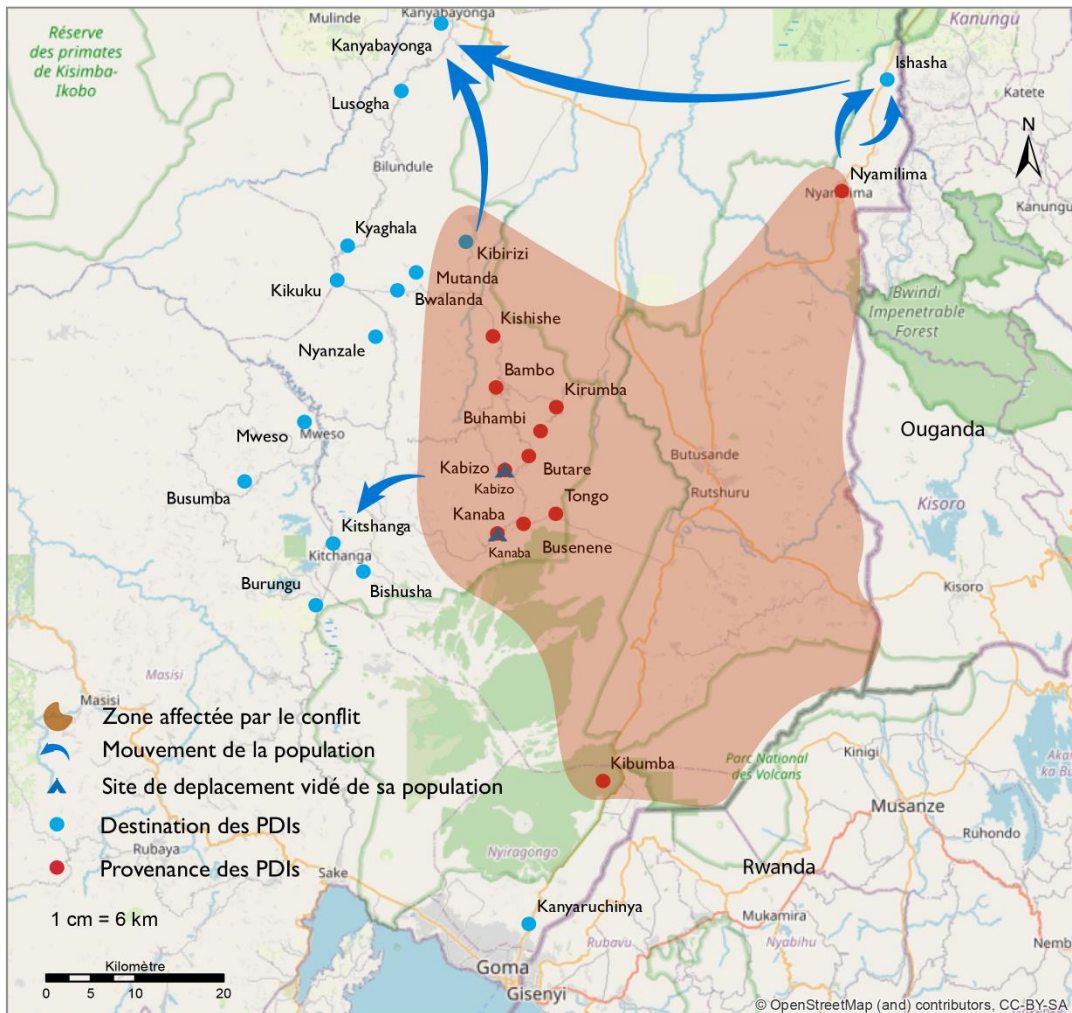 Mulinde
Kanyabayonga
Kanyabayonga
Kanungu
Réserve
des primates
de Kisimba-
Ikobo
Ishasha
Katete
Lusogha
N
Bilundule
Nyamilima
Nyamilima
Kanungu
Kyaghala
Kibirizi
Mutanda
Kikuku
Bwalanda
Bwindi
Impenetrable
Forest
Kishishe
Nyanzale
Bambo
Kirumba
Mweso
Mweso
Buhambi
Ouganda
Butusande
Kabizo
Butare
Kabizo
Busumba
Rutshuru
Tongo
Kisoro
Kanaba
Kanaba
Busenene
Kitshanga
Kitchanga
Burungu
Bishusha
Kisoro
Masisi
Masisi
Zone affectée par le conflit
Mouvement de la population
Site de deplacement vidé de sa population
Destination des PDIs
Provenance des PDIs
Kibumba
Parc National
des Volcans
Kinigi
Musanze
Ruhondo
Rubaya
Nyiragongo
Sake
Rwanda
1 cm = 6 km
Kanyaruchinya
Mukamira
Rubavu
Nyabihu
Kilomètre
0 5 10 20
Goma
Gisenyi
© OpenStreetMap (and) contributors, CC-BY-SA